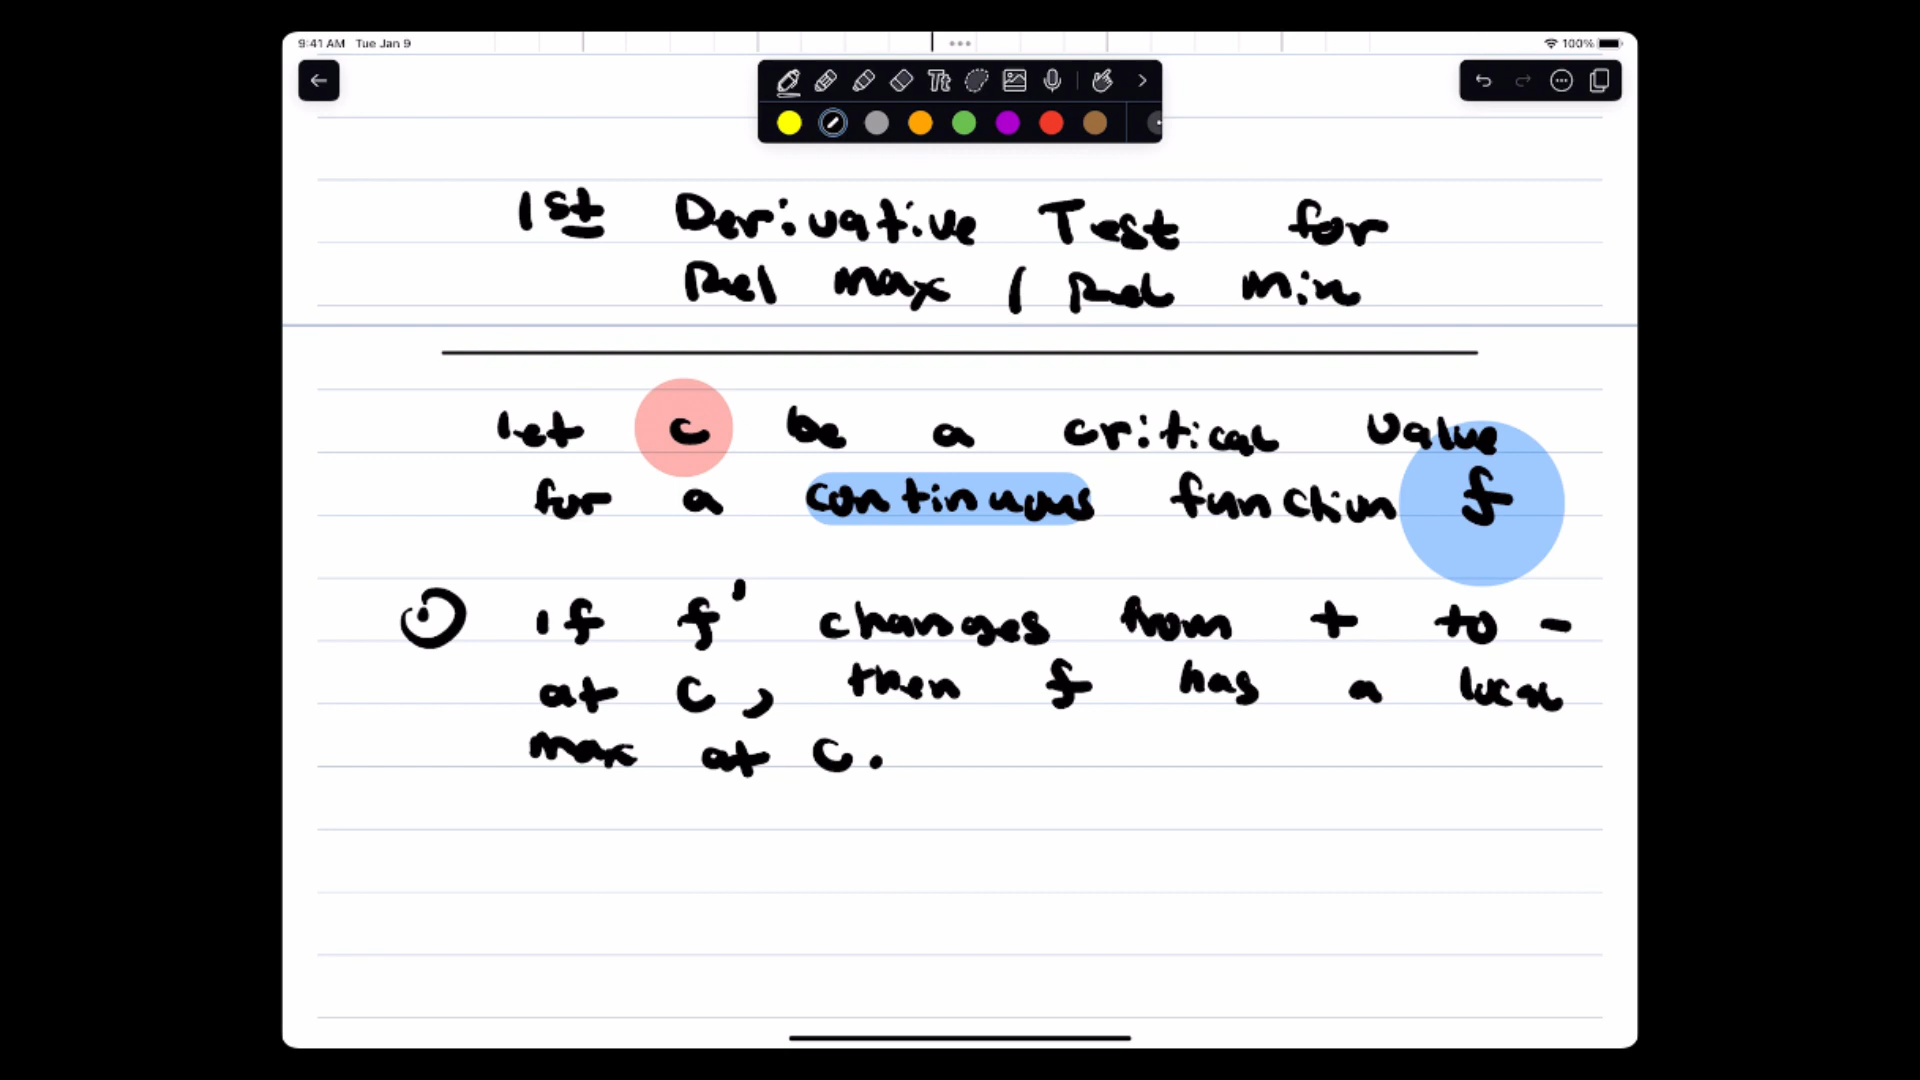 9:41 AM Tue Jan 9
100%
Tt
1st Derivative Test for
Rel max / Rel min
let c be a critical value
for a continuous function f
① if f' changes from + to -
at c, then f has a local
max at c.